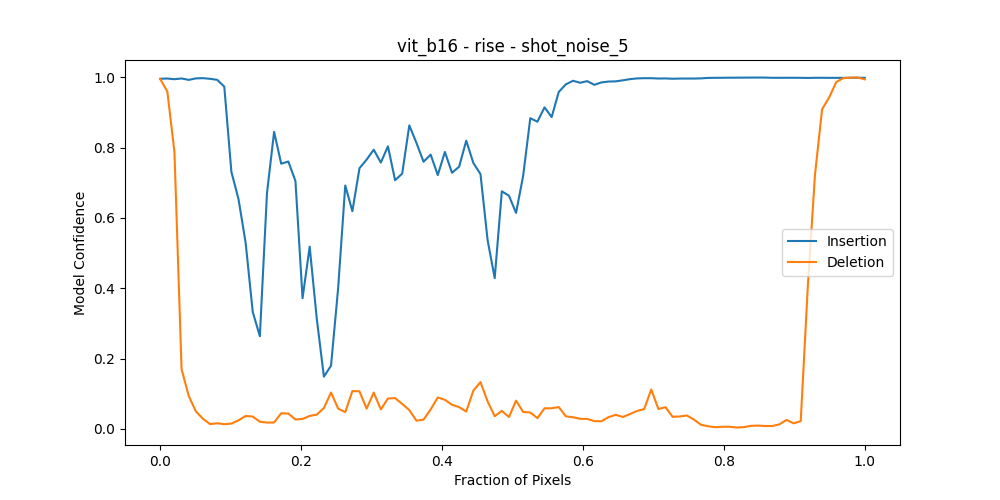 vit_b16 - rise - shot_noise_5
Model Confidence
1.0
0.8
0.6
0.4
0.2
0.0
Insertion
Deletion
0.0 0.2 0.4 0.6 0.8 1.0
Fraction of Pixels